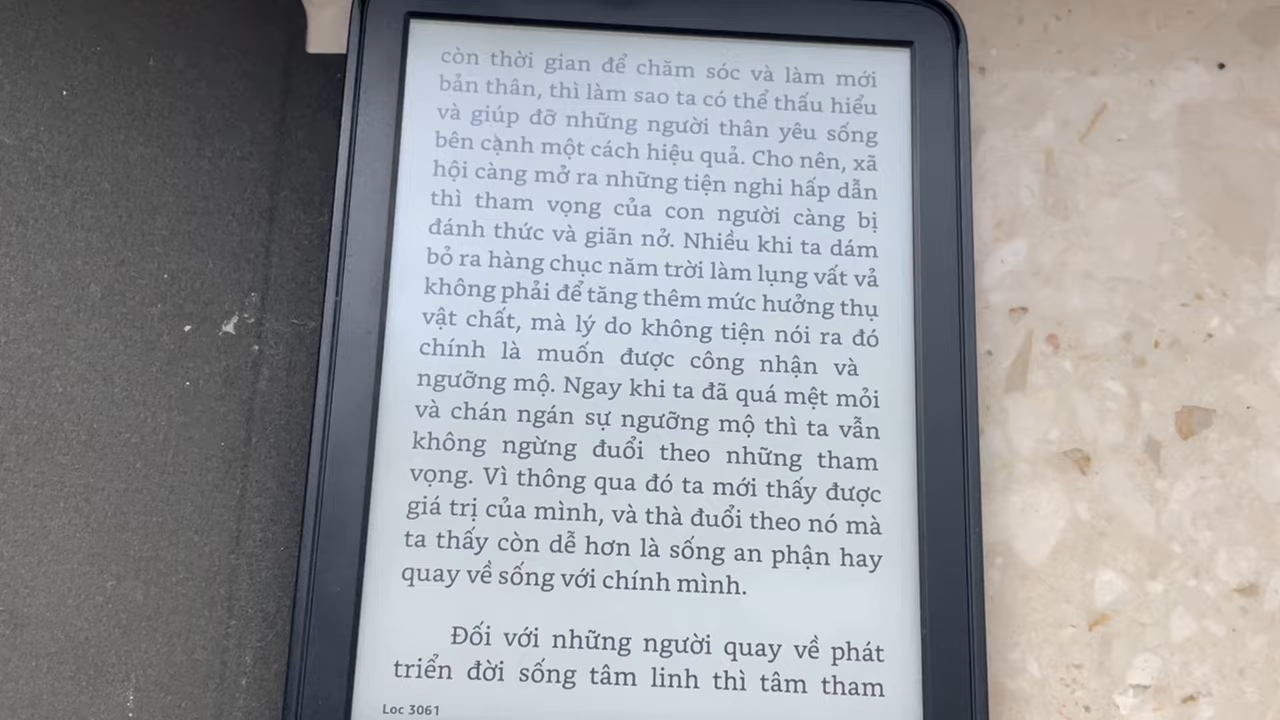 còn thời gian để chăm sóc và làm mới
bản thân, thì làm sao ta có thể thấu hiểu
và giúp đỡ những người thân yêu sống
bên cạnh một cách hiệu quả. Cho nên, xã
hội càng mở ra những tiện nghi hấp dẫn
thì tham vọng của con người càng bị
đánh thức và giãn nở. Nhiều khi ta dám
bỏ ra hàng chục năm trời làm lụng vất vả
không phải để tăng thêm mức hưởng thụ
vật chất, mà lý do không tiện nói ra đó
chính là muốn được công nhận và
ngưỡng mộ. Ngay khi ta đã quá mệt mỏi
và chán ngán sự ngưỡng mộ thì ta vẫn
không ngừng đuổi theo những tham
vọng. Vì thông qua đó ta mới thấy được
giá trị của mình, và thà đuổi theo nó mà
ta thấy còn dễ hơn là sống an phận hay
quay về sống với chính mình.
Đối với những người quay về phát
triển đời sống tâm linh thì tâm tham
Loc 3061